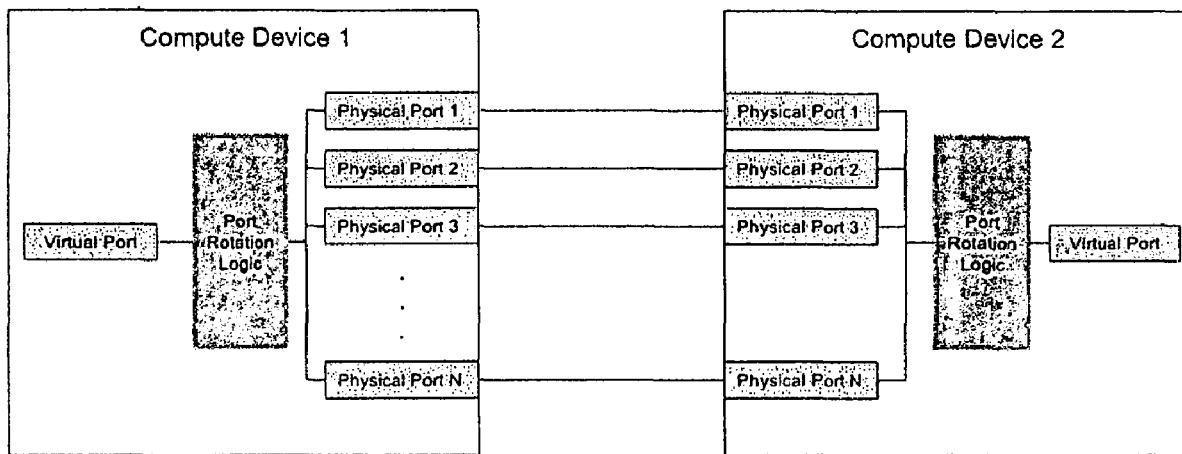 Compute Device 1
Physical Port 1
Physical Port 2
Physical Port 3
Physical Port N
Virtual Port
Port
Rotation
Logic
Compute Device 2
Physical Port 1
Physical Port 2
Physical Port 3
Physical Port N
Port
Rotation
Logic
Virtual Port